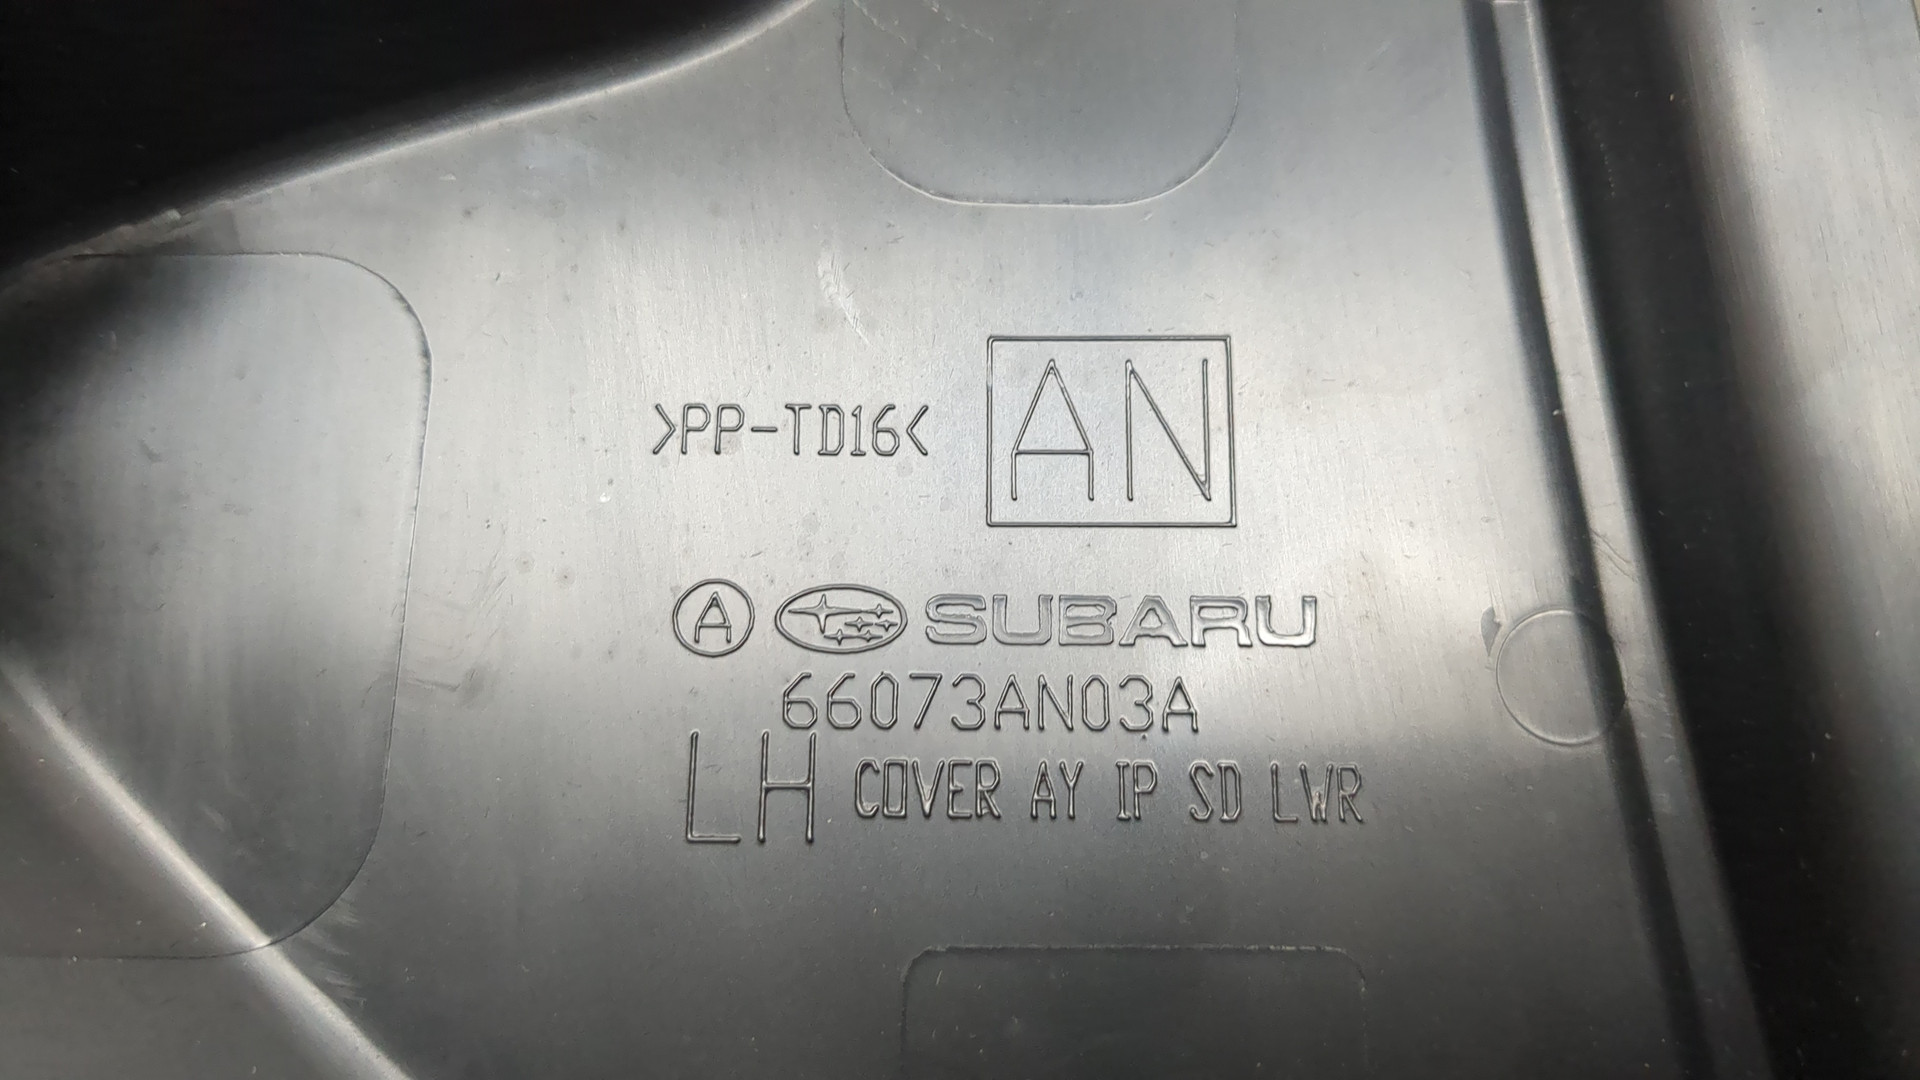 >PP-TD16< AN
A SUBARU
66073AN03A
LH COVER AY IP SD LWR